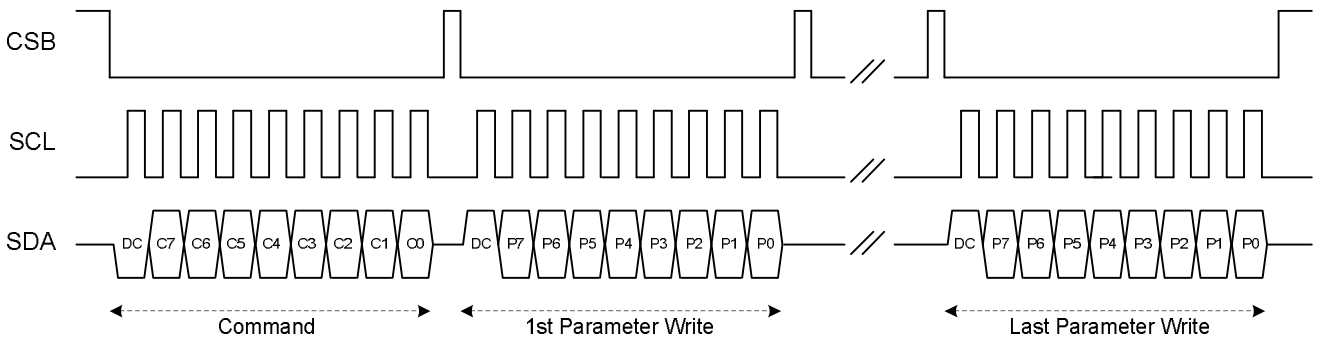 CSB
SCL
SDA
DC C7 C6 C5 C4 C3 C2 C1 C0 DC P7 P6 P5 P4 P3 P2 P1 P0 DC P7 P6 P5 P4 P3 P2 P1 P0
Command 1st Parameter Write Last Parameter Write